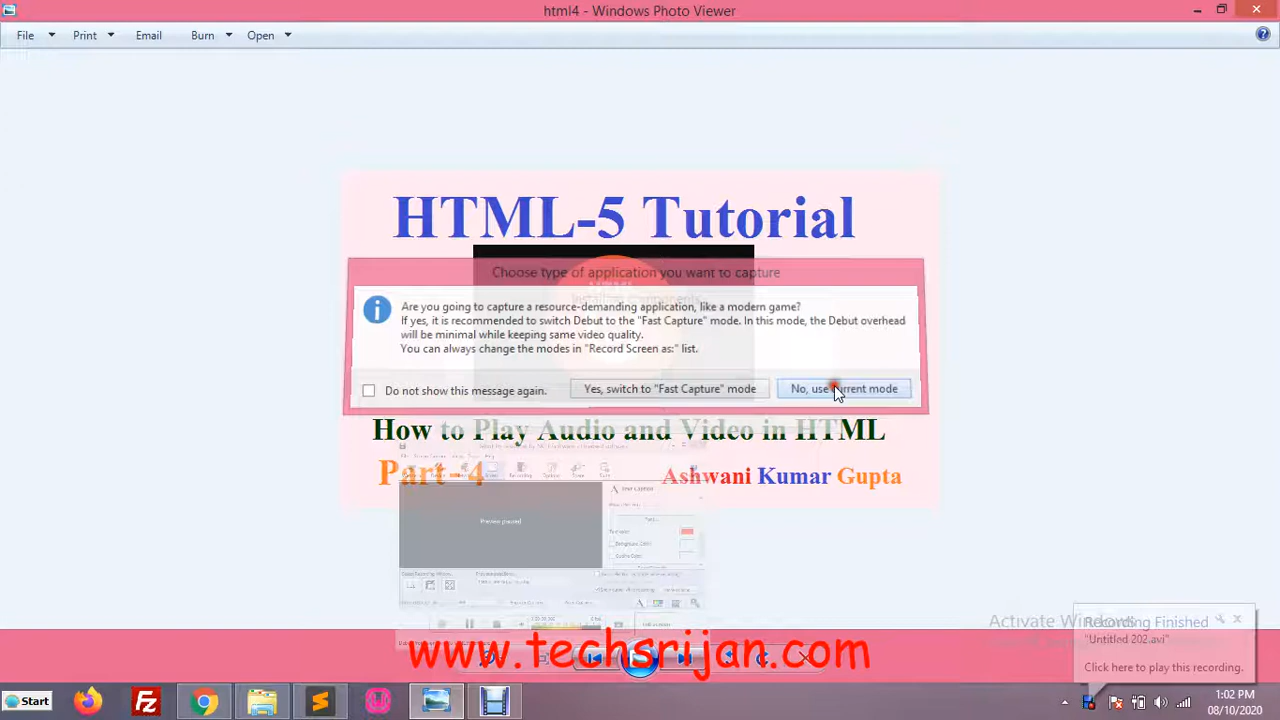 html4 - Windows Photo Viewer
File Print Email Burn Open
HTML-5 Tutorial
Choose type of application you want to capture
Are you going to capture a resource-demanding application, like a modern game?
If yes, it is recommended to switch Debut to the "Fast Capture" mode. In this mode, the Debut overhead
will be minimal while keeping same video quality.
You can always change the modes in "Record Screen as:" list.
Do not show this message again.
Yes, switch to "Fast Capture" mode
No, use current mode
How to Play Audio and Video in HTML
Part-4
Ashwani Kumar Gupta
Preview paused
Activate Windows
Recording Finished
"Untitled 202.avi"
Click here to play this recording.
www.techsrijan.com
Start
1:02 PM
08/10/2020